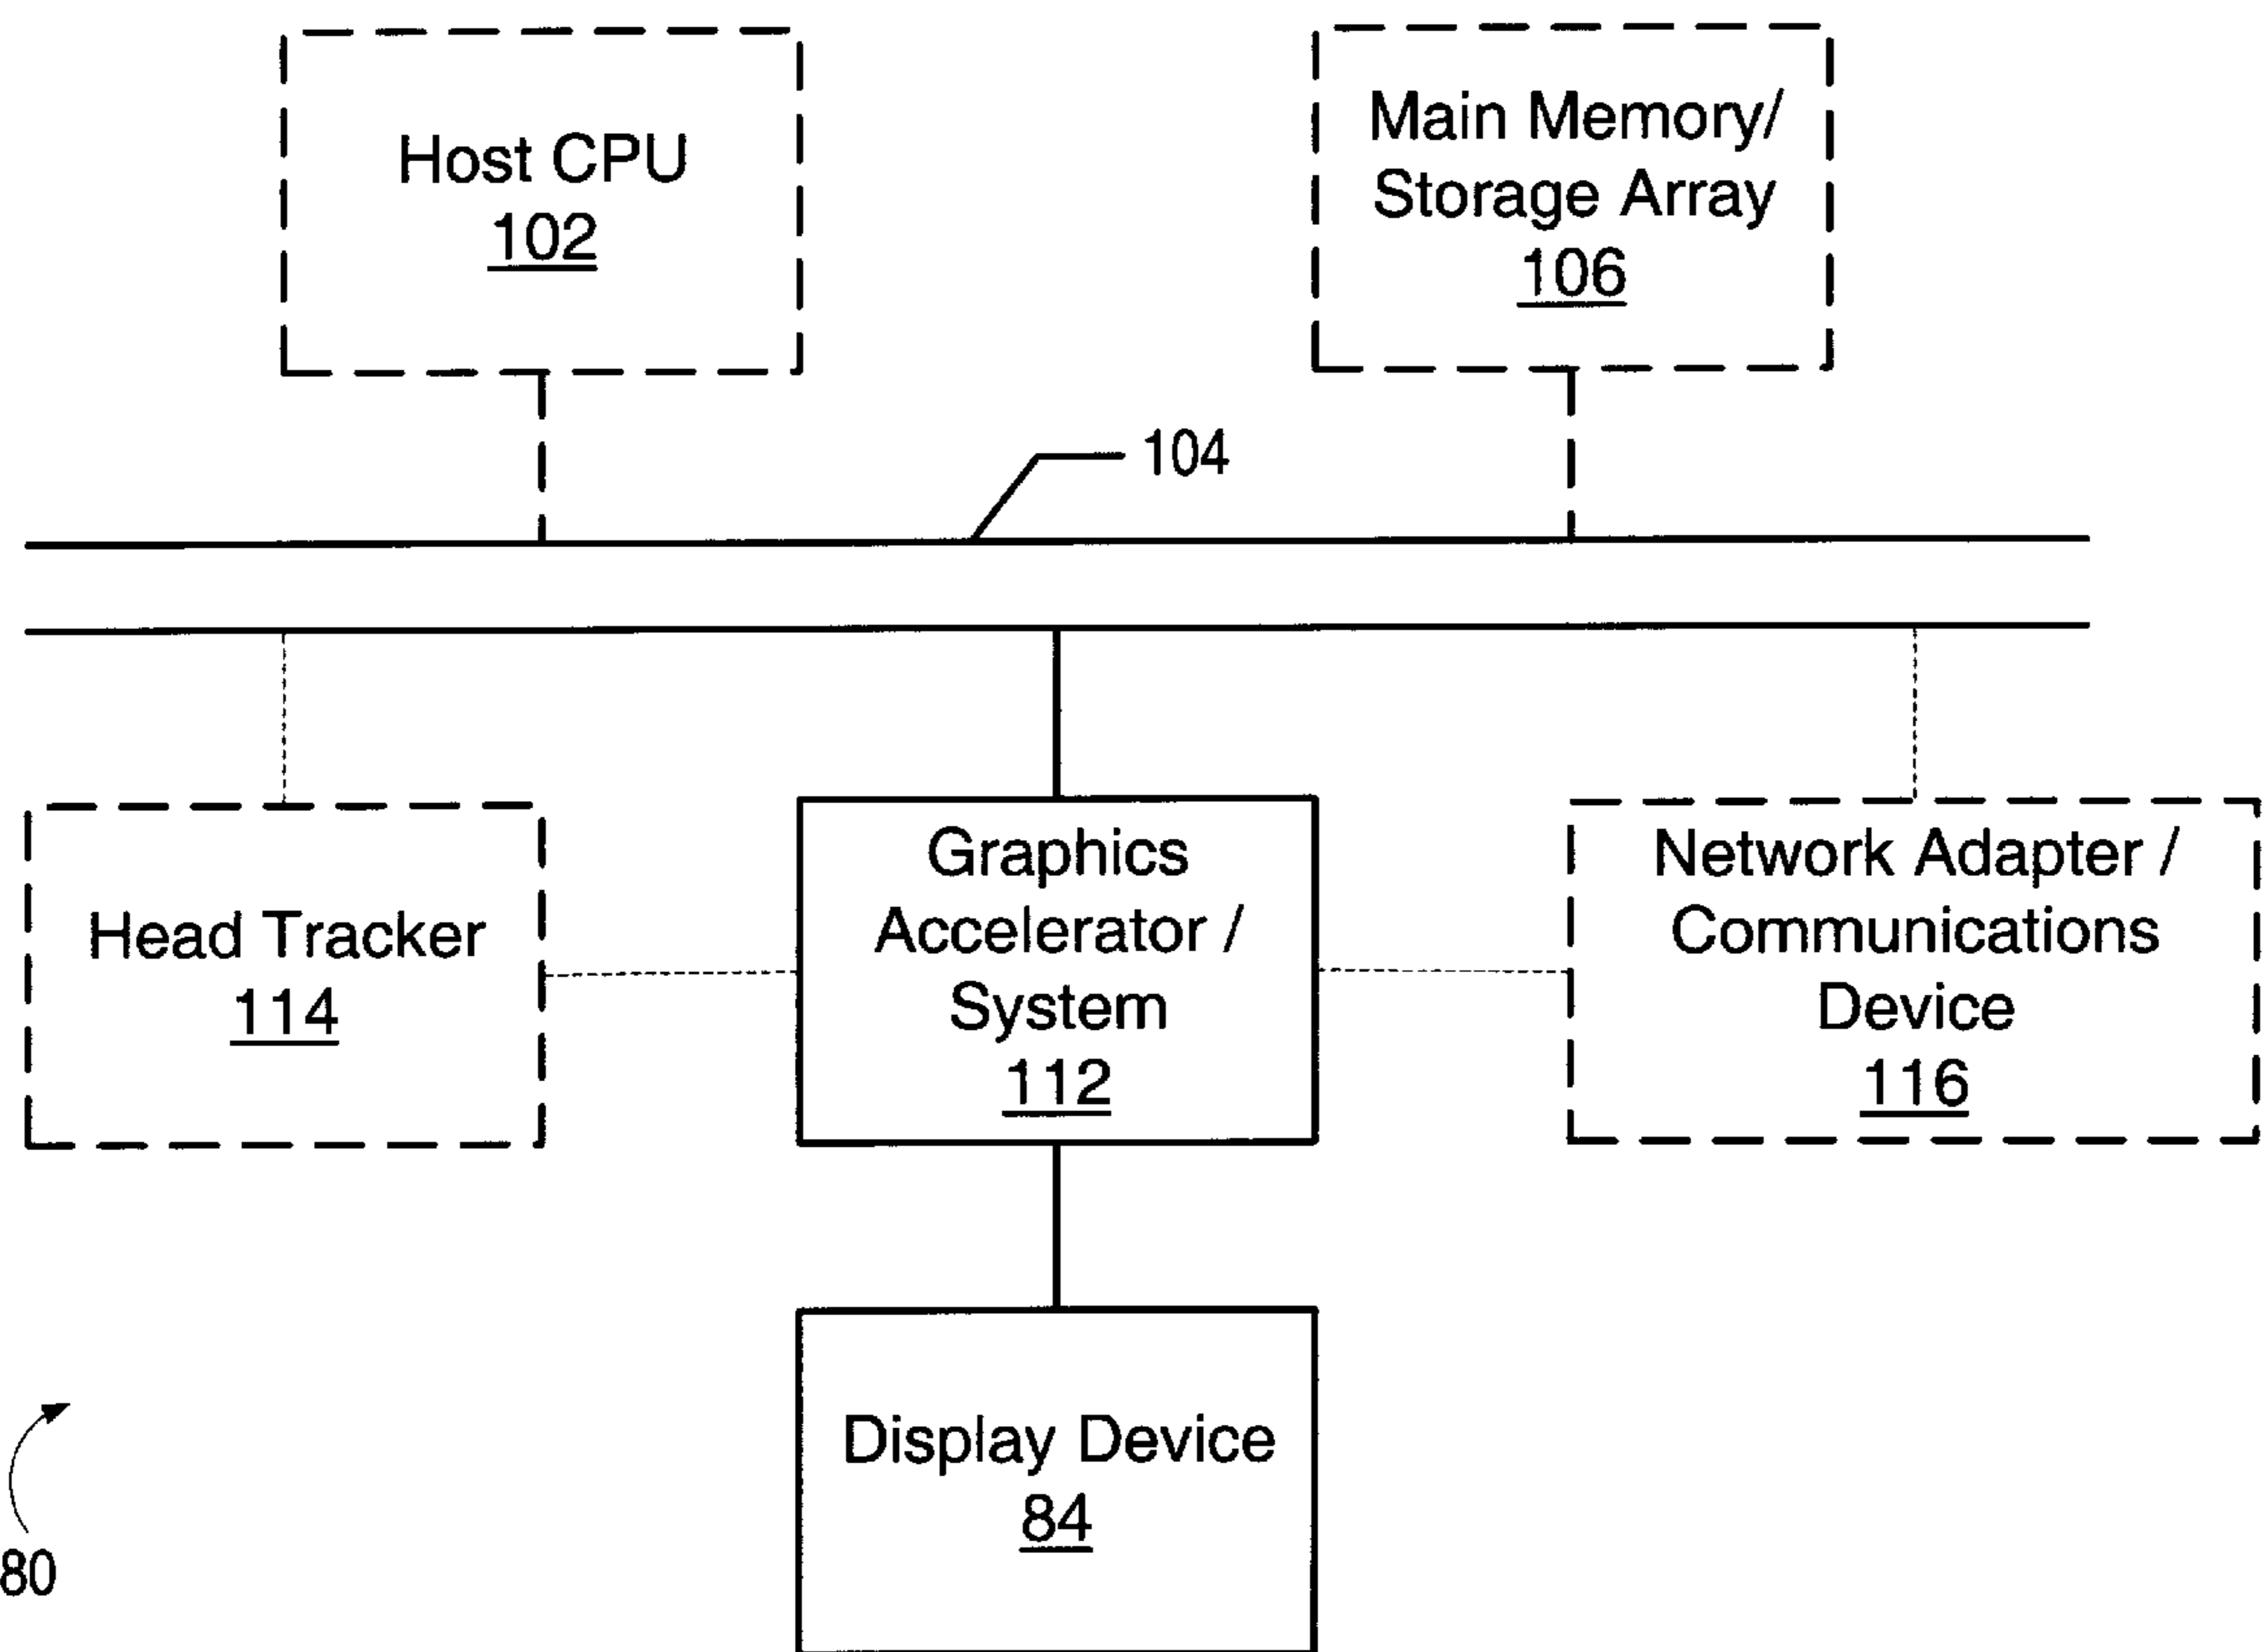 Host CPU
102
Main Memory/
Storage Array
106
104
Head Tracker
114
Graphics
Accelerator /
System
112
Network Adapter /
Communications
Device
116
Display Device
84
80